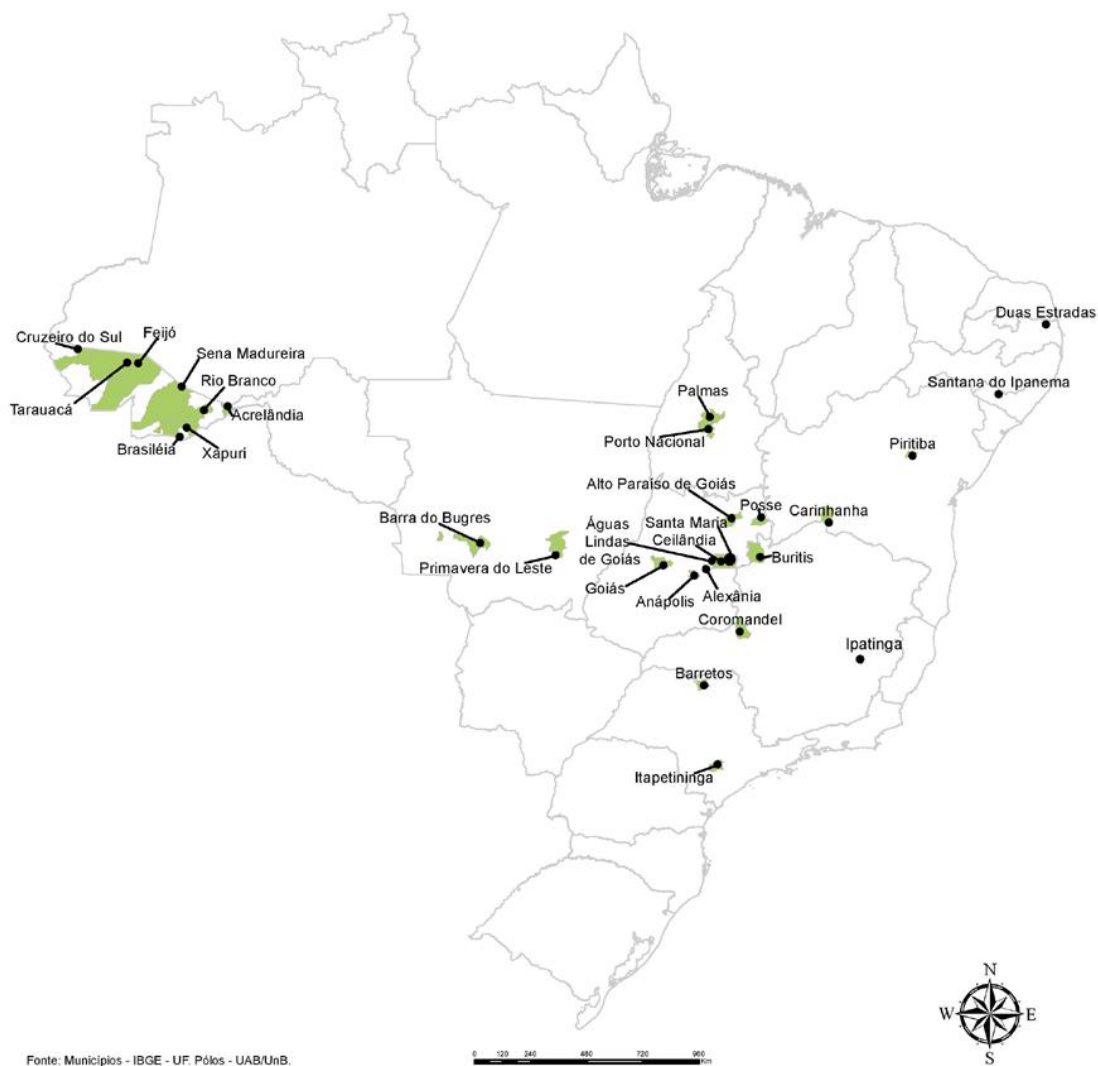 Duas Estradas
Cruzeiro do Sul
Feijó
Sena Madureira
Rio Branco
Acrelândia
Tarauacá
Brasiléia
Xapuri
Santana do Ipanema
Palmas
Porto Nacional
Piritiba
Alto Paraíso de Goiás
Posse
Carinhanha
Barra do Bugres
Águas
Lindas
de Goiás
Santa Maria
Ceilândia
Buritis
Primavera do Leste
Goiás
Anápolis
Alexânia
Coromandel
Ipatinga
Barretos
Itapetininga
N
W
E
S
Fonte: Municípios - IBGE - UF. Pólos - UAB/UnB.
0 120 240 480 720 960
Km